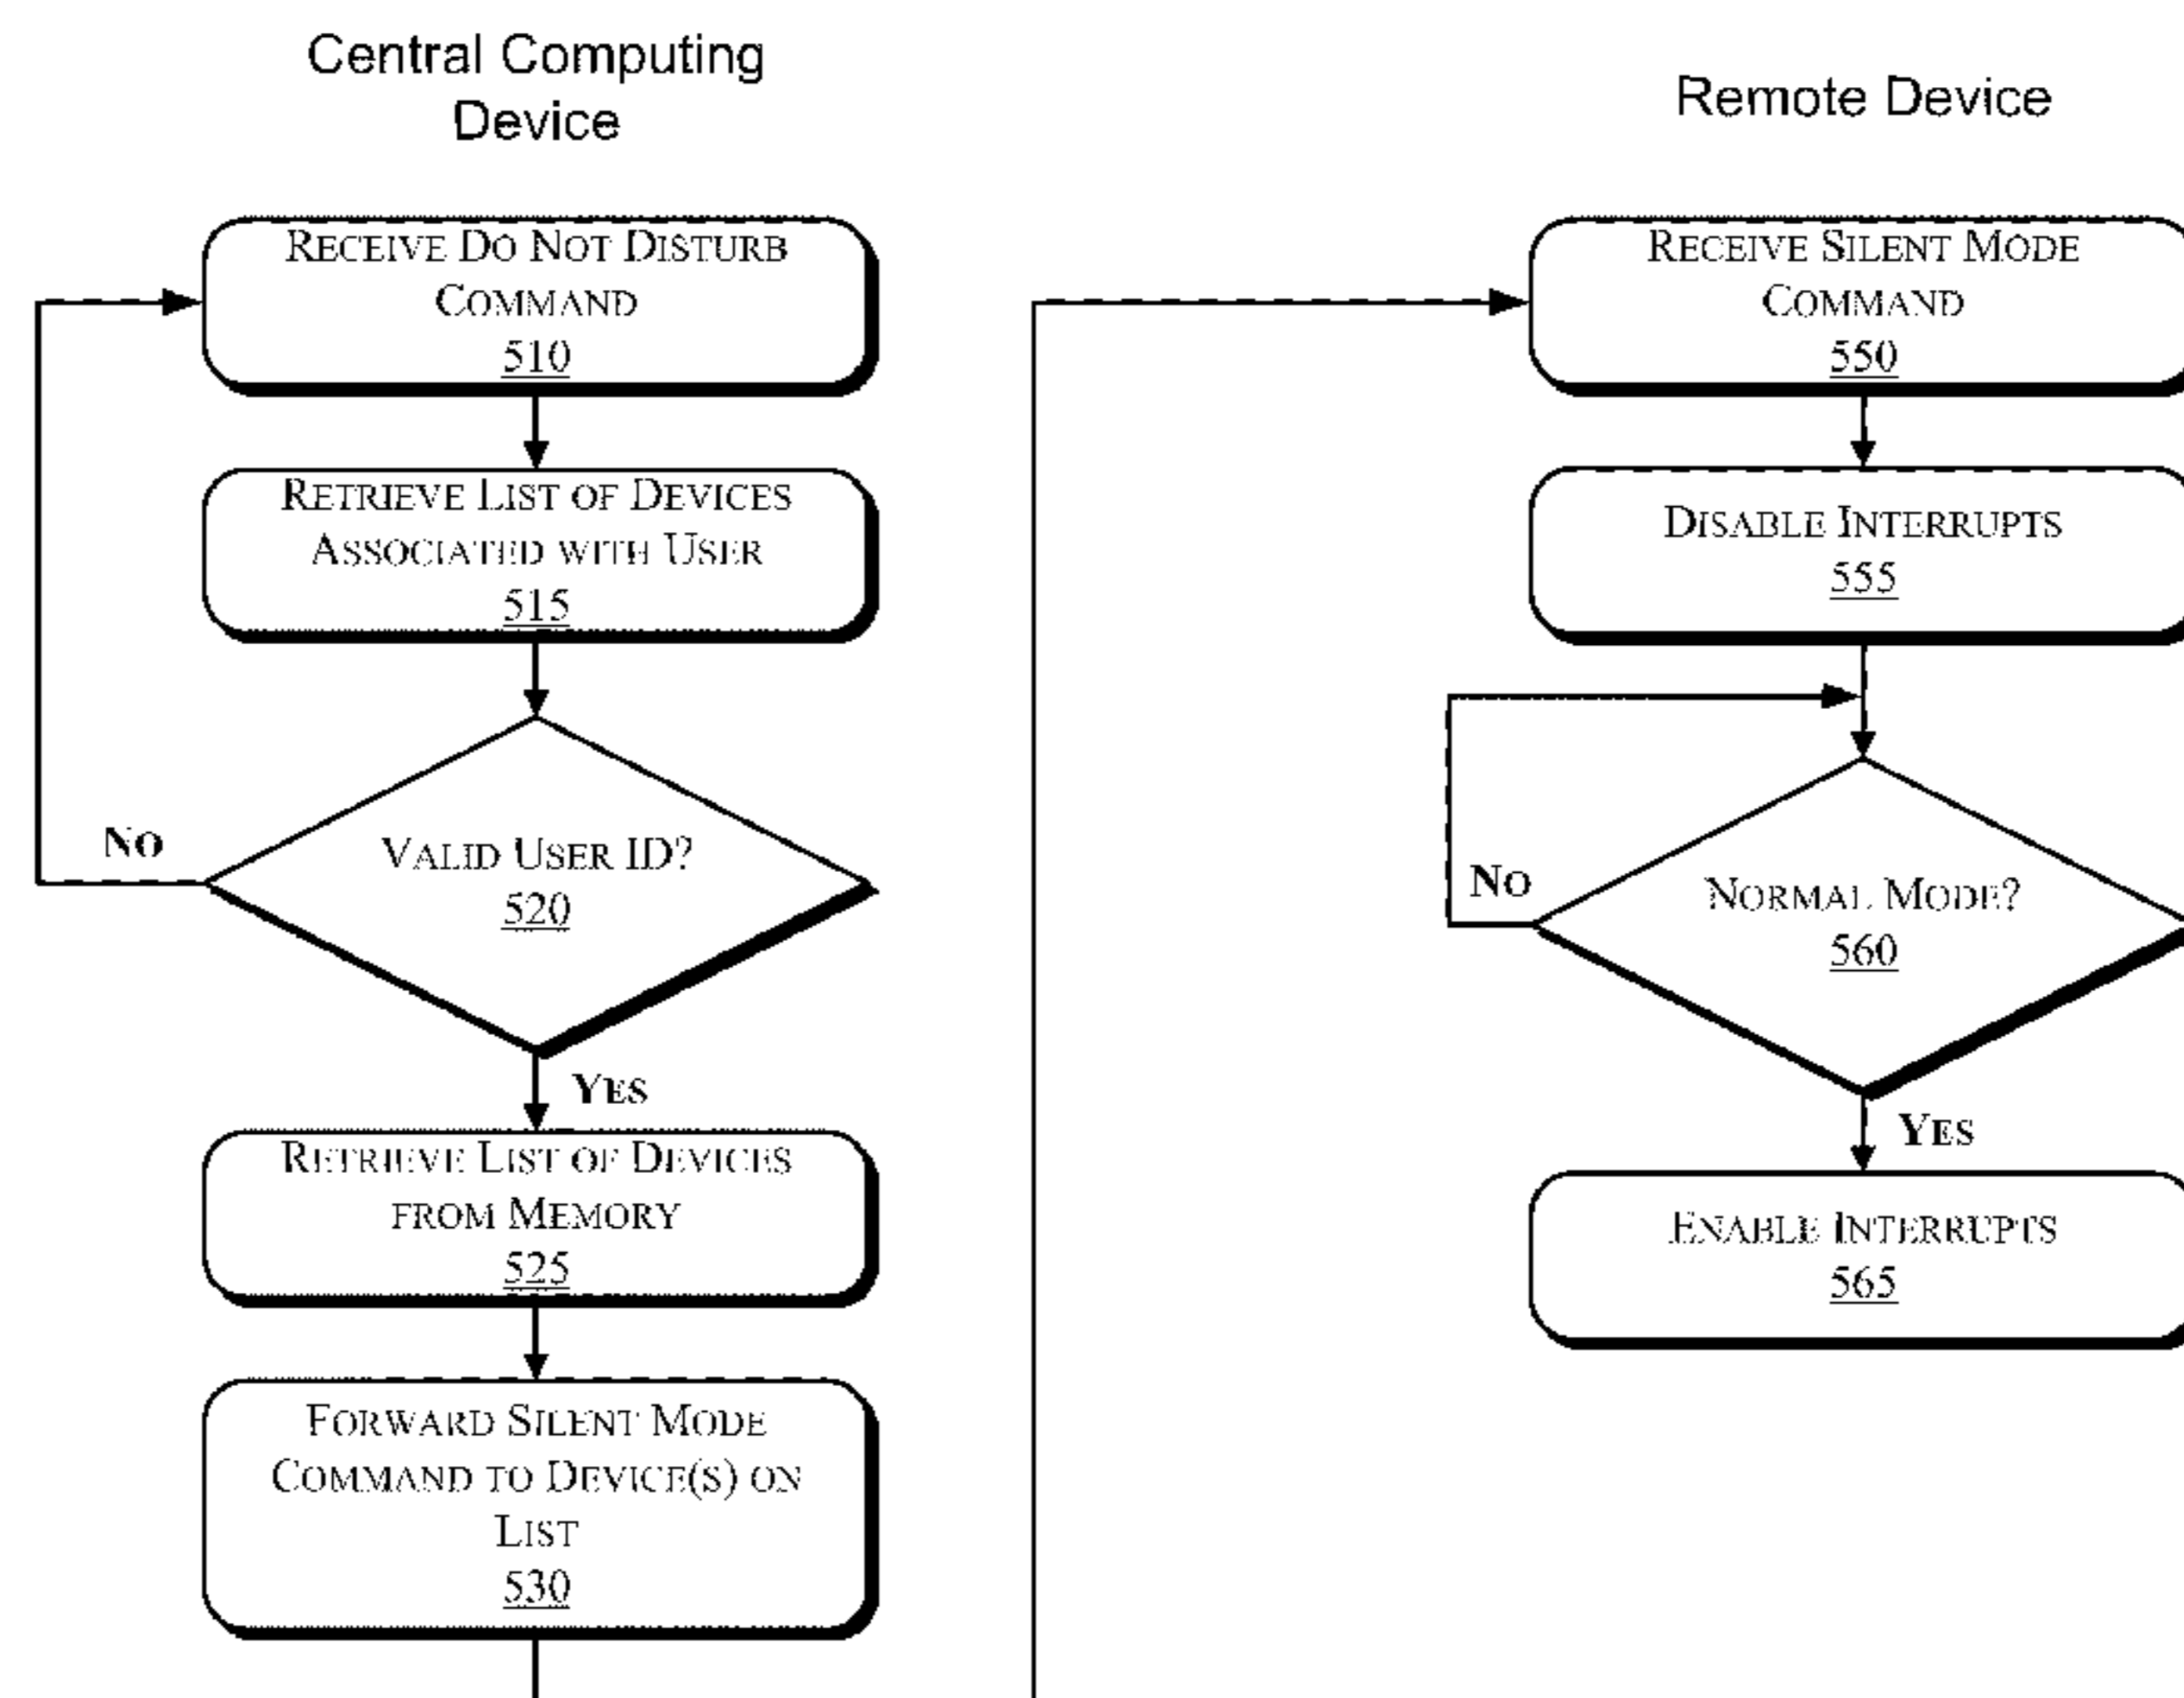 Central Computing
Device
RECEIVE DO NOT DISTURB
COMMAND
510
RETRIEVE LIST OF DEVICES
ASSOCIATED WITH USER
515
VALID USER ID?
520
NO
YES
RETRIEVE LIST OF DEVICES
FROM MEMORY
525
FORWARD SILENT MODE
COMMAND TO DEVICE(S) ON
LIST
530
Remote Device
RECEIVE SILENT MODE
COMMAND
550
DISABLE INTERRUPTS
555
NORMAL MODE?
560
NO
YES
ENABLE INTERRUPTS
565